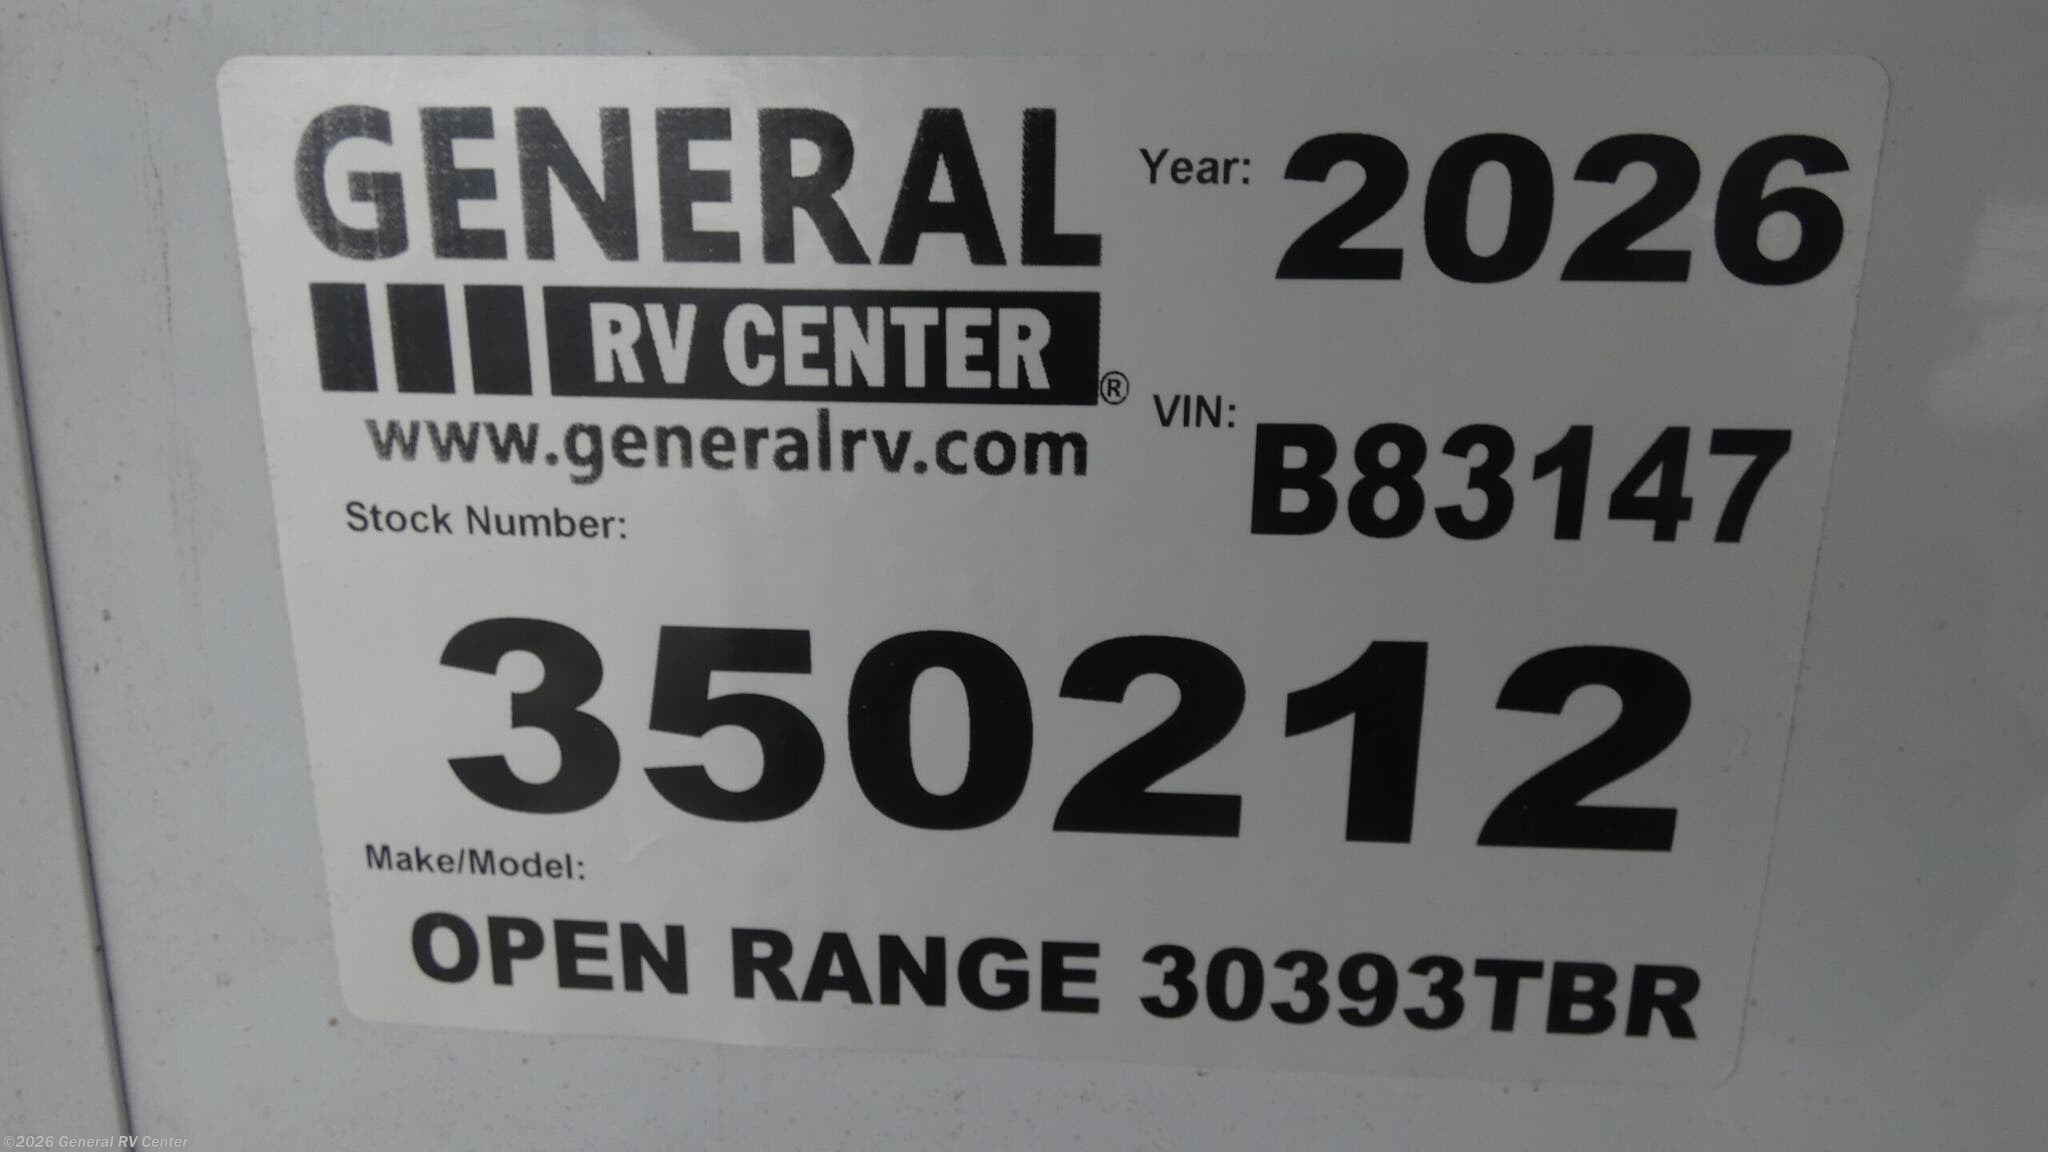 GENERAL
RV CENTER®
www.generalrv.com
Year: 2026
VIN: B83147
Stock Number:
350212
Make/Model:
OPEN RANGE 30393TBR
©2026 General RV Center